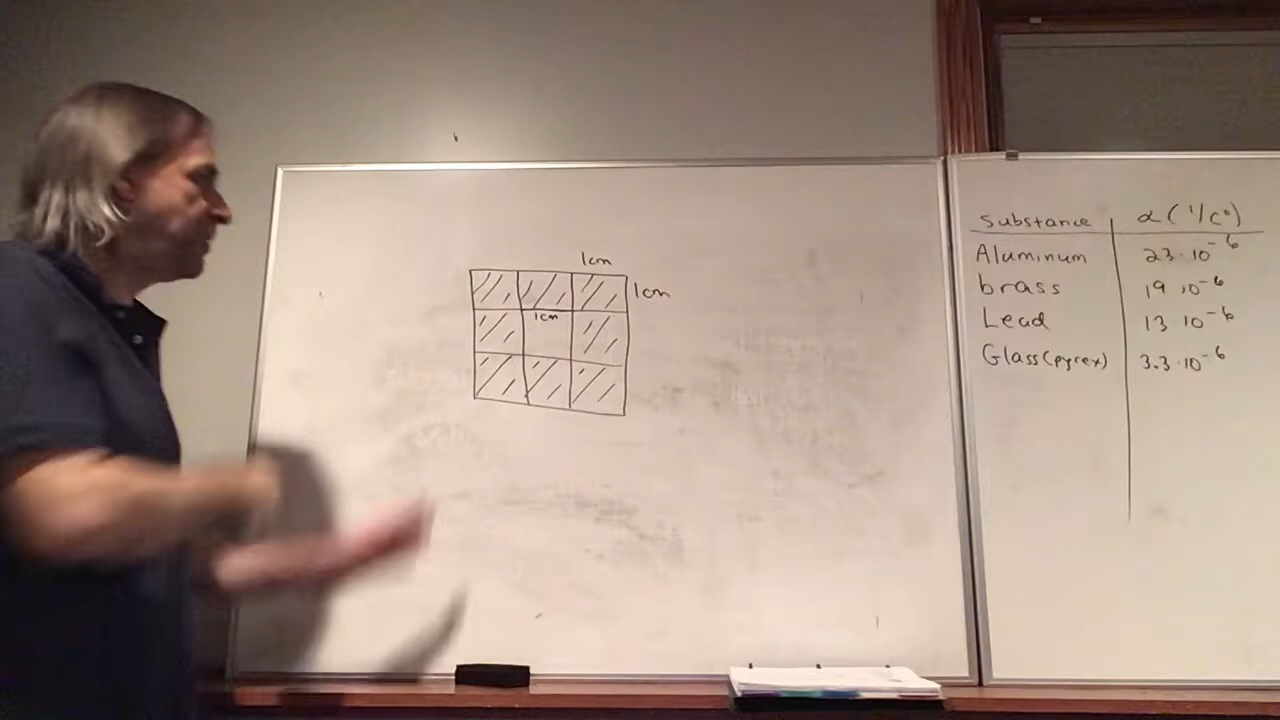 1cm
1cm
1cm
Substance α (1/C°)
Aluminum 23·10⁻⁶
brass 19·10⁻⁶
Lead 13 10⁻⁶
Glass(pyrex) 3.3·10⁻⁶